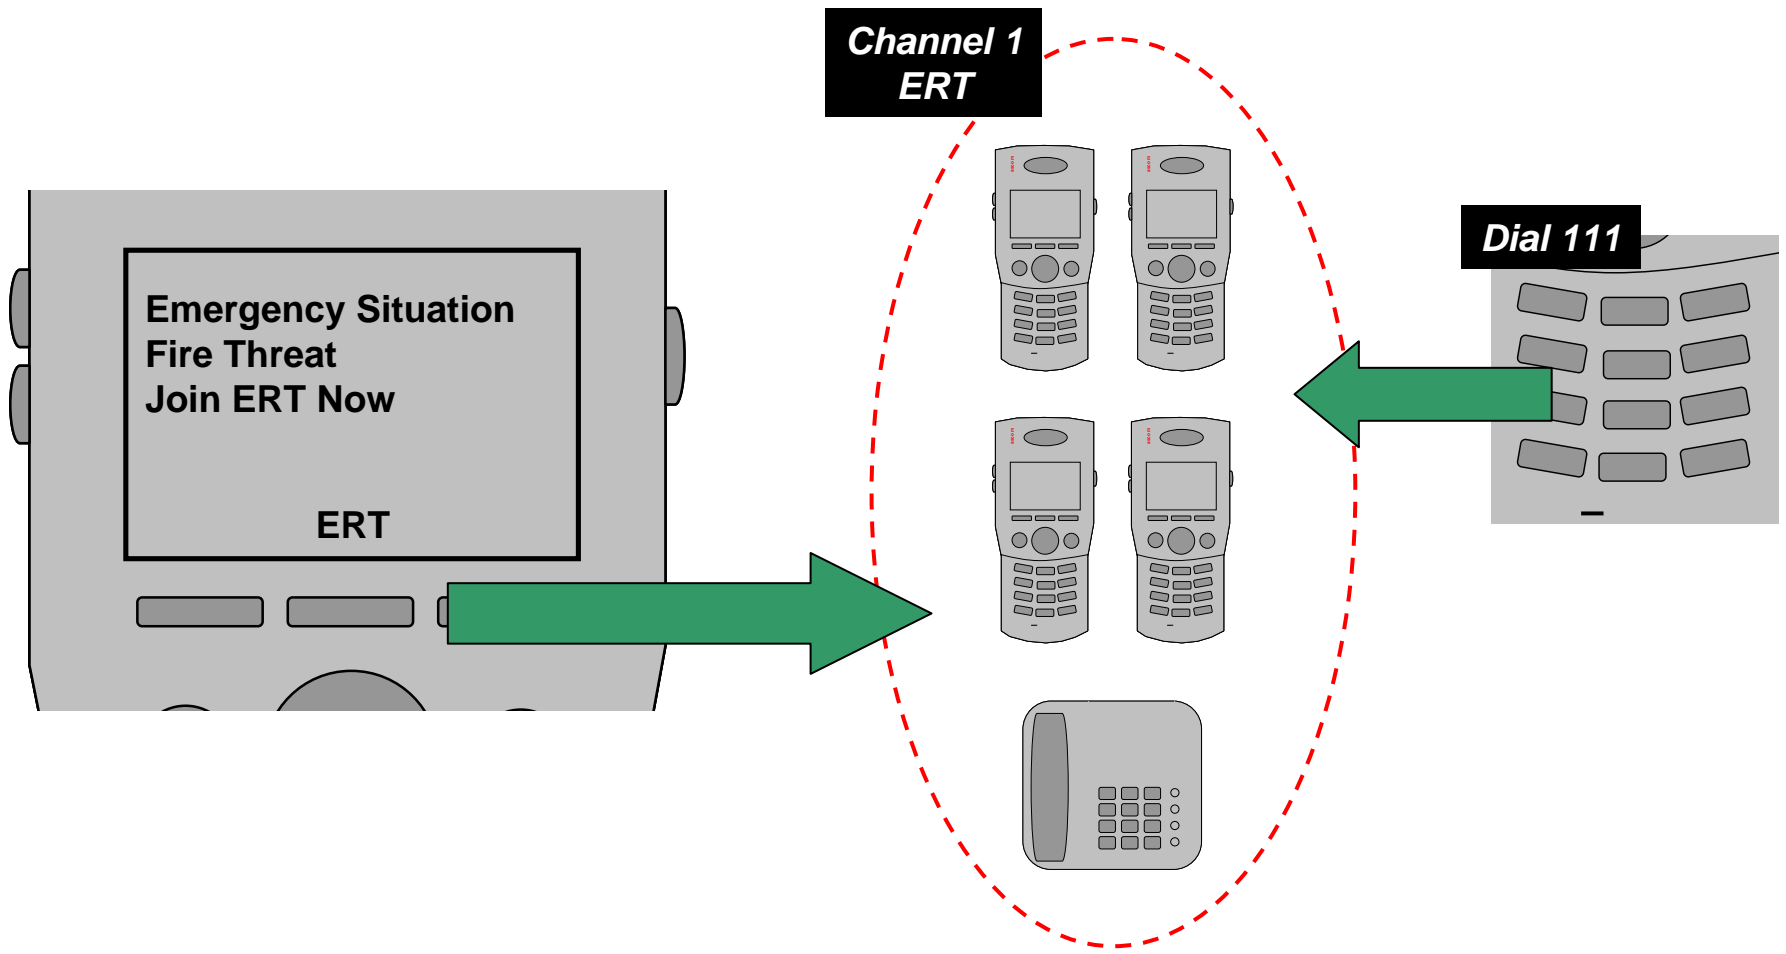 Channel 1
ERT
Dial 111
Emergency Situation
Fire Threat
Join ERT Now
ERT